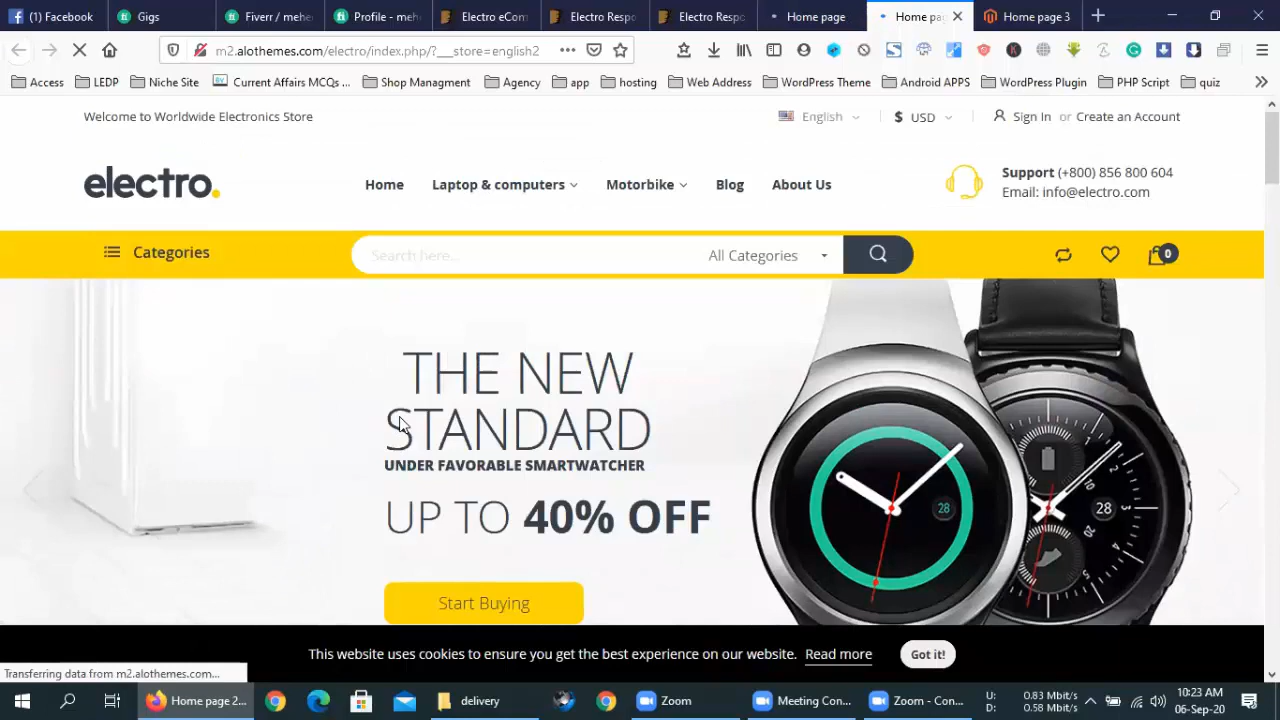 Facebook
Gigs
Fiverr / mehe
Profile - meh
Electro eCom
Electro Respo
Electro Respo
Home page
Home pag
Home page 3
m2.alothemes.com/electro/index.php/?___store=english2
Access
LEDP
Niche Site
Current Affairs MCQs ...
Shop Managment
Agency
app
hosting
Web Address
WordPress Theme
Android APPS
WordPress Plugin
PHP Script
quiz
Welcome to Worldwide Electronics Store
English
$ USD
Sign In or Create an Account
electro.
Home
Laptop & computers
Motorbike
Blog
About Us
Support (+800) 856 800 604
Email: info@electro.com
Categories
Search here...
All Categories
0
THE NEW
STANDARD
UNDER FAVORABLE SMARTWATCHER
UP TO 40% OFF
Start Buying
28
28
This website uses cookies to ensure you get the best experience on our website. Read more
Got it!
Transferring data from m2.alothemes.com...
Home page 2...
delivery
Zoom
Meeting Con...
Zoom - Con...
U: 0.83 Mbit/s
D: 0.58 Mbit/s
10:23 AM
06-Sep-20